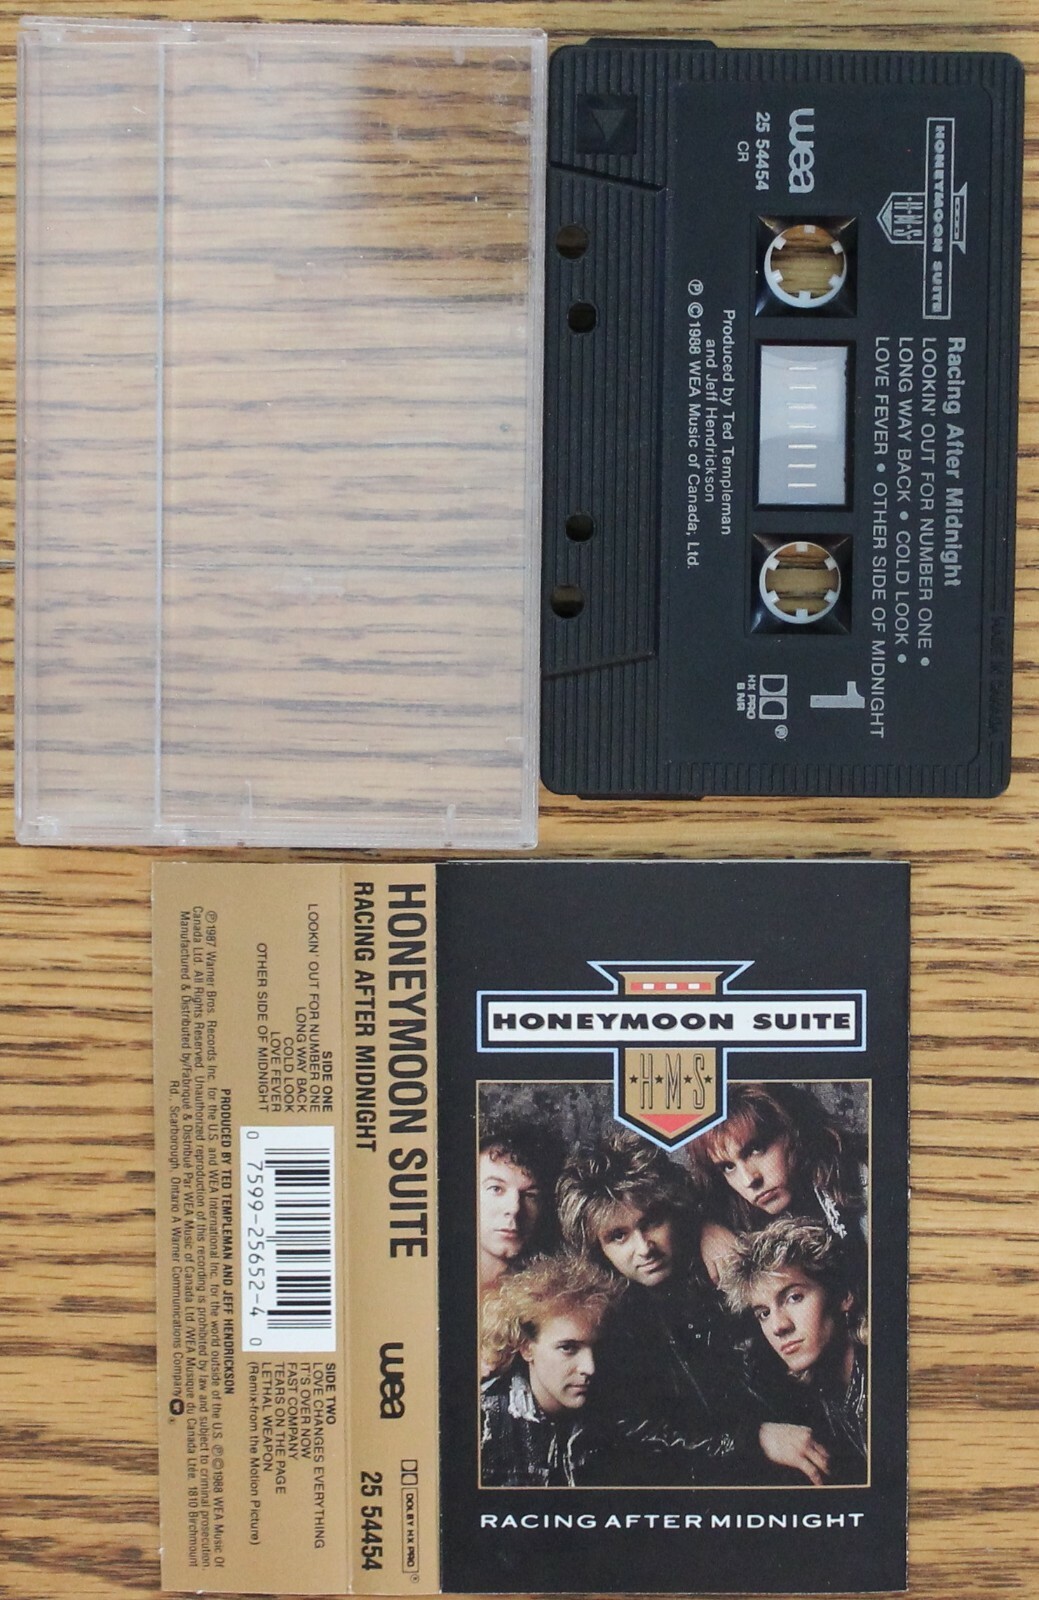 HONEYMOON SUITE
H·M·S
Racing After Midnight
LOOKIN' OUT FOR NUMBER ONE •
LONG WAY BACK • COLD LOOK •
LOVE FEVER • OTHER SIDE OF MIDNIGHT
wea
25 54454
CR
1
HX PRO
B NR
®
Produced by Ted Templeman
and Jeff Hendrickson
℗ ©1988 WEA Music of Canada, Ltd.
HONEYMOON SUITE
H★M★S
RACING AFTER MIDNIGHT
HONEYMOON SUITE
RACING AFTER MIDNIGHT
wea
DOLBY HX PRO
25 54454
SIDE ONE
LOOKIN' OUT FOR NUMBER ONE
LONG WAY BACK
COLD LOOK
LOVE FEVER
OTHER SIDE OF MIDNIGHT
0 7599-25652-4 0
SIDE TWO
LOVE CHANGES EVERYTHING
IT'S OVER NOW
FAST COMPANY
TEARS ON THE PAGE
LETHAL WEAPON
(Remix-from the Motion Picture)
PRODUCED BY TED TEMPLEMAN AND JEFF HENDRICKSON
℗1987 Warner Bros. Records Inc. for the U.S. and WEA International Inc. for the world outside of the U.S. ℗©1988 WEA Music Of
Canada Ltd. All Rights Reserved. Unauthorized reproduction of this recording is prohibited by law and subject to criminal prosecution.
Manufactured & Distributed by/Fabriqué & Distribué Par WEA Music of Canada Ltd./WEA Musique du Canada Ltée. 1810 Birchmount
Rd., Scarborough, Ontario A Warner Communications Company